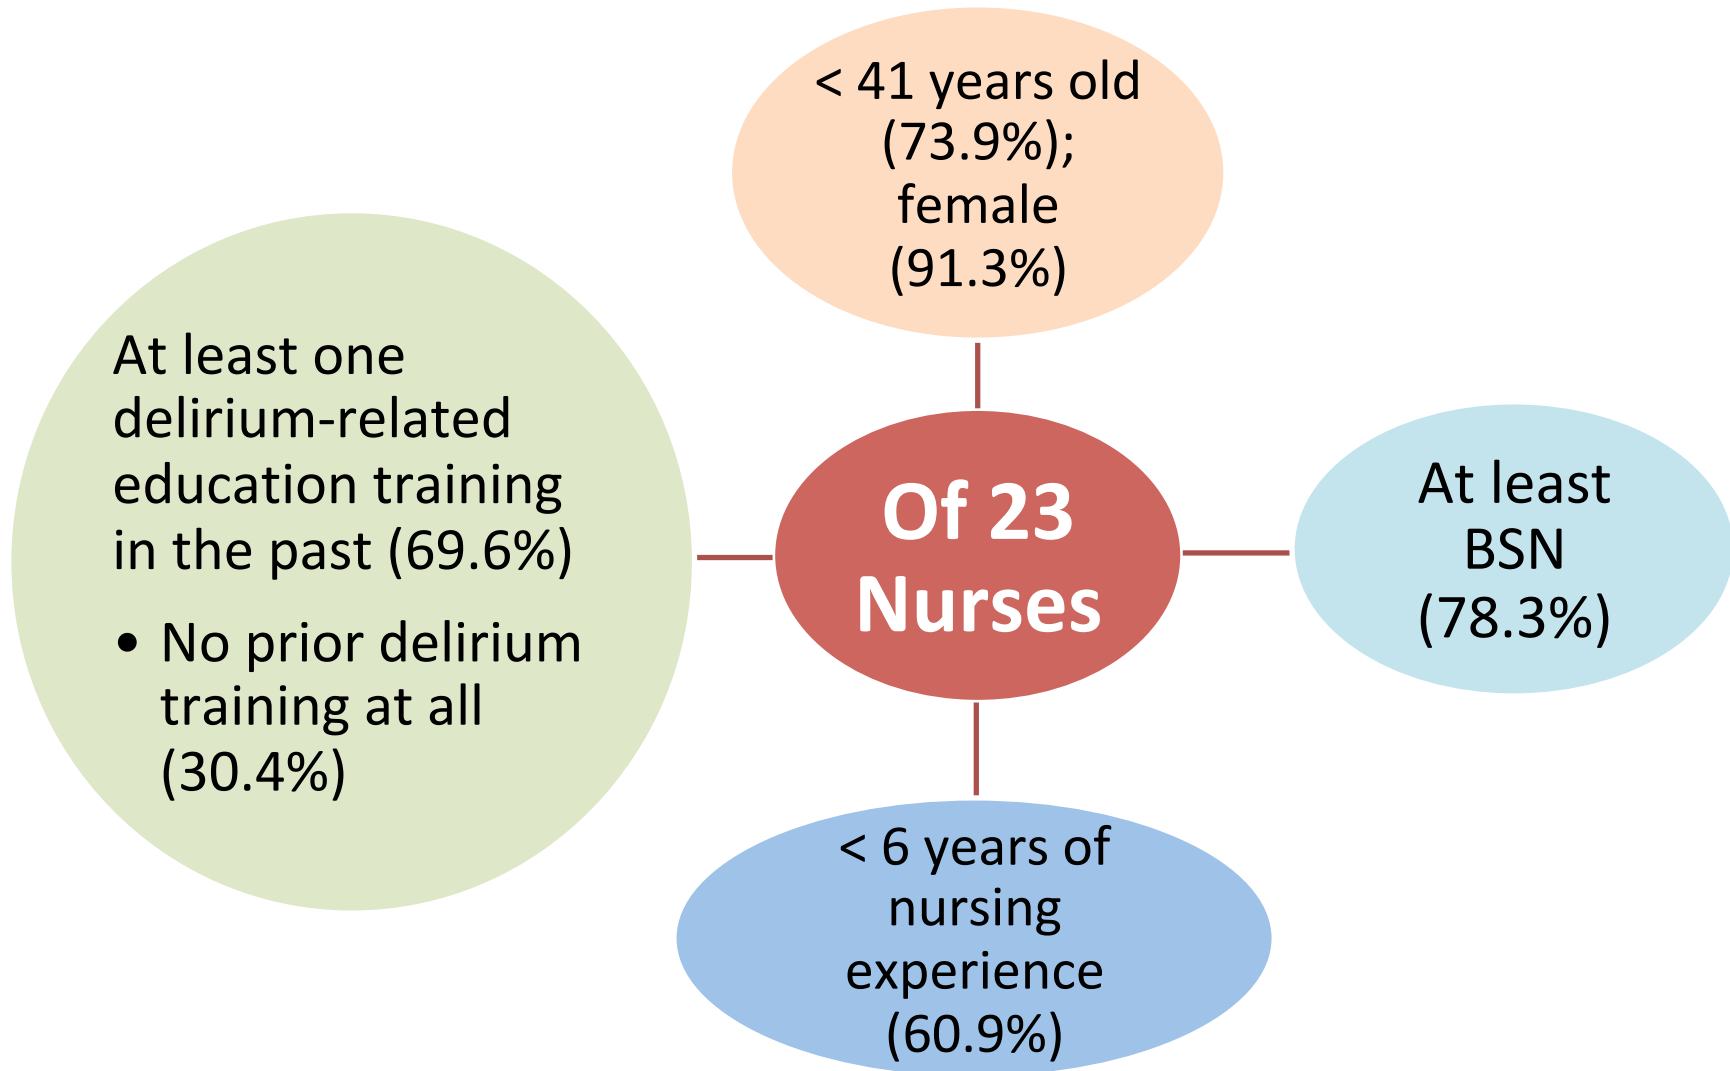 < 41 years old
(73.9%);
female
(91.3%)
At least one
delirium-related
education training
in the past (69.6%)
• No prior delirium
training at all
(30.4%)
Of 23
Nurses
At least
BSN
(78.3%)
< 6 years of
nursing
experience
(60.9%)